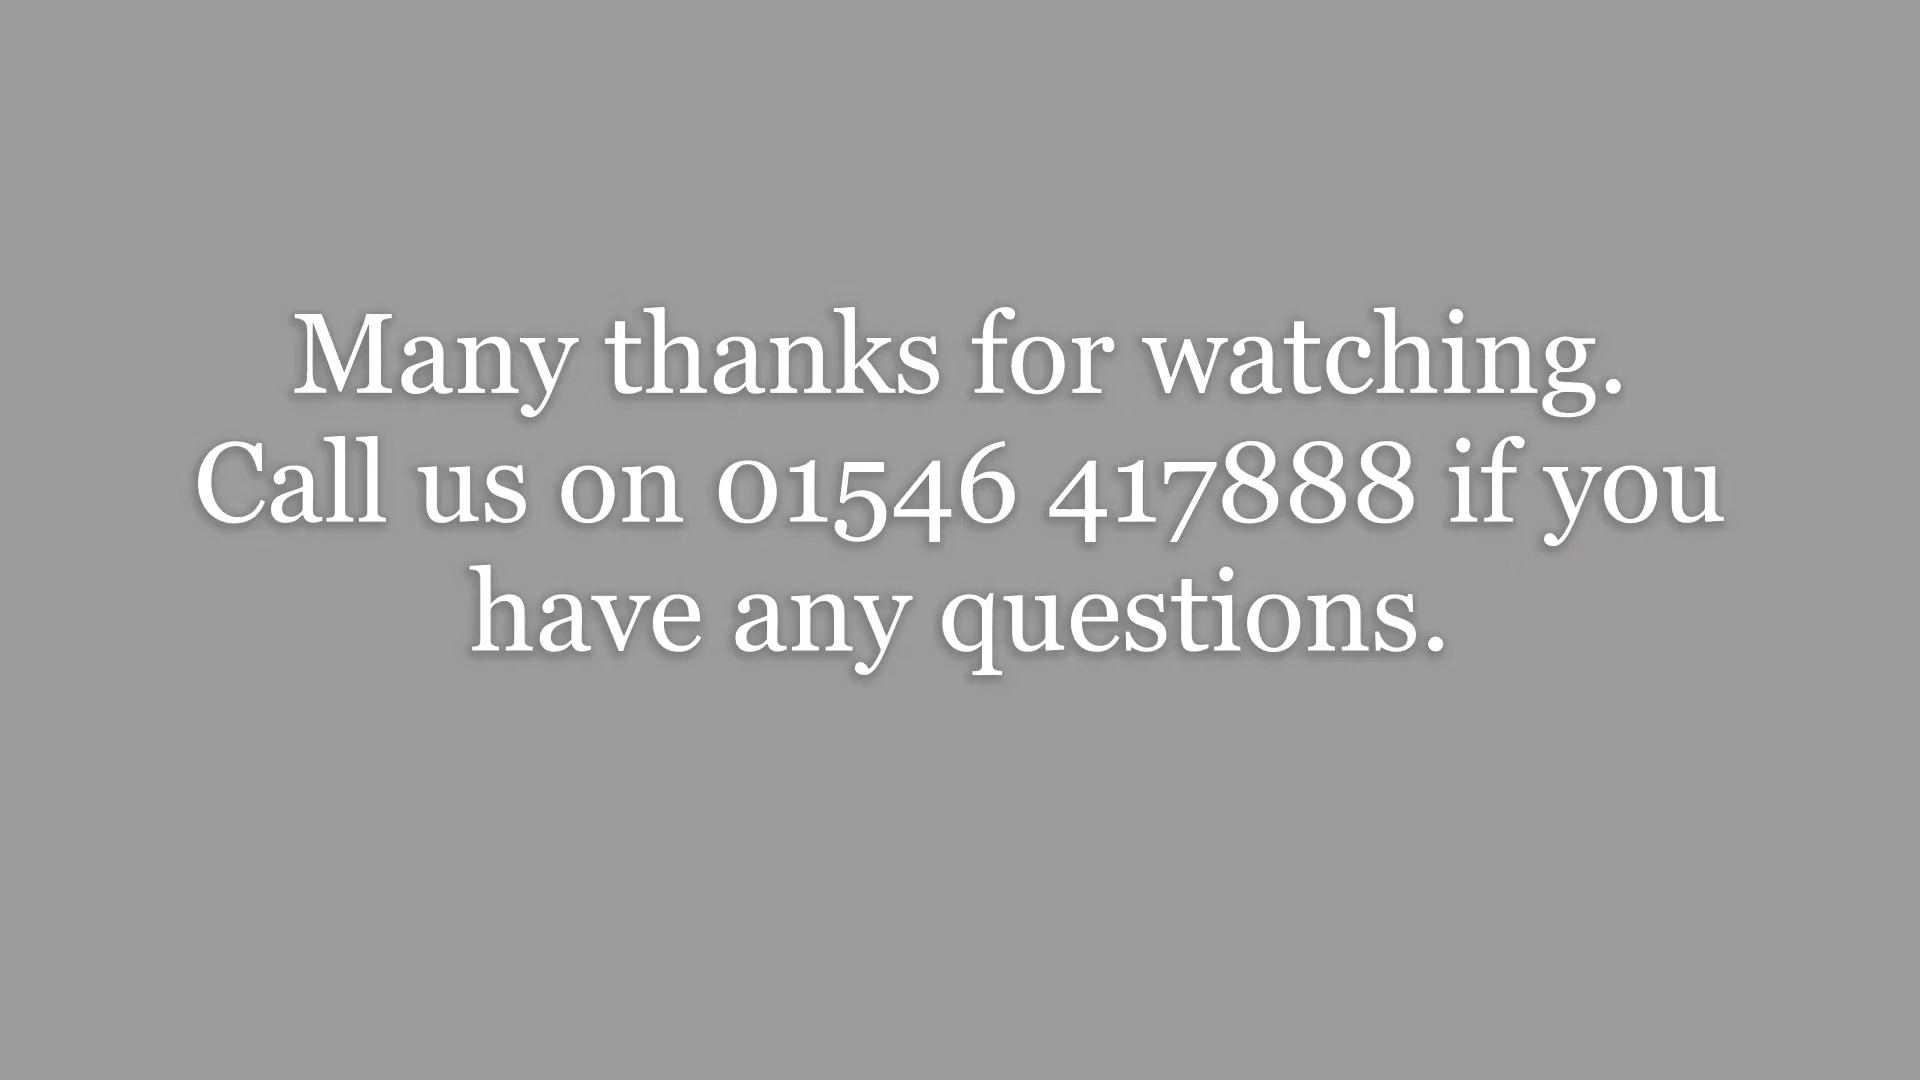 Many thanks for watching.
Call us on 01546 417888 if you
have any questions.